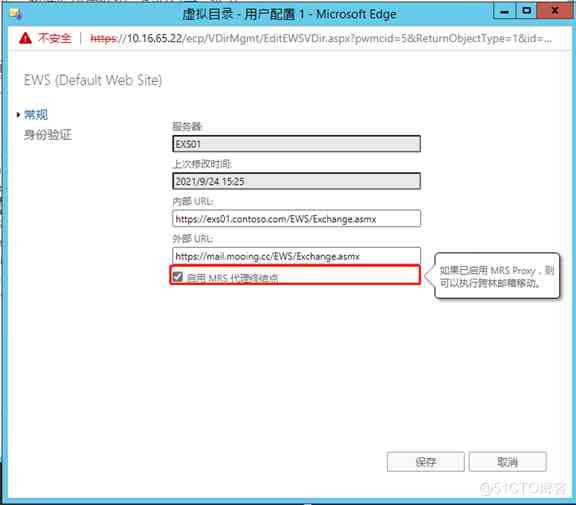 虚拟目录 - 用户配置 1 - Microsoft Edge
不安全 https://10.16.65.22/ecp/VDirMgmt/EditEWSVDir.aspx?pwmcid=5&ReturnObjectType=1&id=...
EWS (Default Web Site)
常规
身份验证
服务器:
EXS01
上次修改时间:
2021/9/24 15:25
内部 URL:
https://exs01.contoso.com/EWS/Exchange.asmx
外部 URL:
https://mail.mooing.cc/EWS/Exchange.asmx
启用 MRS 代理终结点
如果已启用 MRS Proxy，则
可以执行跨林邮箱移动。
保存
取消
@51CTO博客